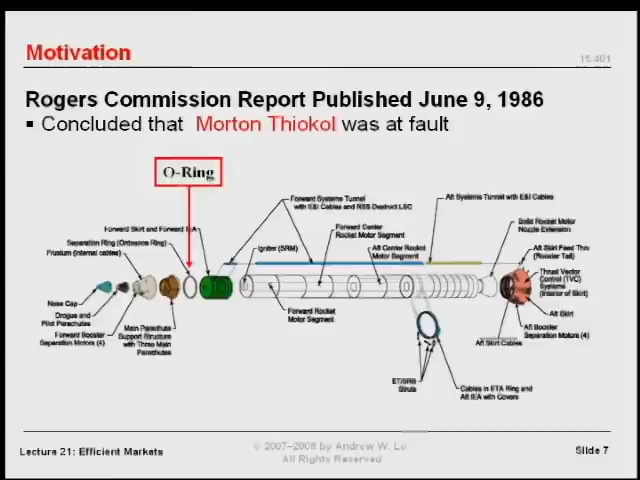 Motivation
15.401
Rogers Commission Report Published June 9, 1986
▪ Concluded that Morton Thiokol was at fault
O-Ring
Forward Systems Tunnel
with E&I Cables and RSS Destruct LSC
Aft Systems Tunnel with E&I Cables
Forward Skirt and Forward IEA
Separation Ring (Ordnance Ring)
Frustum (internal cables)
Igniter (SRM)
Forward Center
Rocket Motor Segment
Aft Center Rocket
Motor Segment
Solid Rocket Motor
Nozzle Extension
Aft Skirt Feed Thru
Thrust Vector
Control (TVC)
Systems
(Interior of Skirt)
Aft Skirt
Aft Booster
Separation Motors (4)
Aft Skirt Cables
Nose Cap
Drogue and
Pilot Parachutes
Forward Booster
Separation Motors (4)
Main Parachute
Support Structure
with Three Main
Parachutes
Forward Rocket
Motor Segment
ET/SRB
Struts
Cables in ETA Ring and
Aft IEA with Covers
Lecture 21: Efficient Markets
© 2007–2008 by Andrew W. Lo
All Rights Reserved
Slide 7